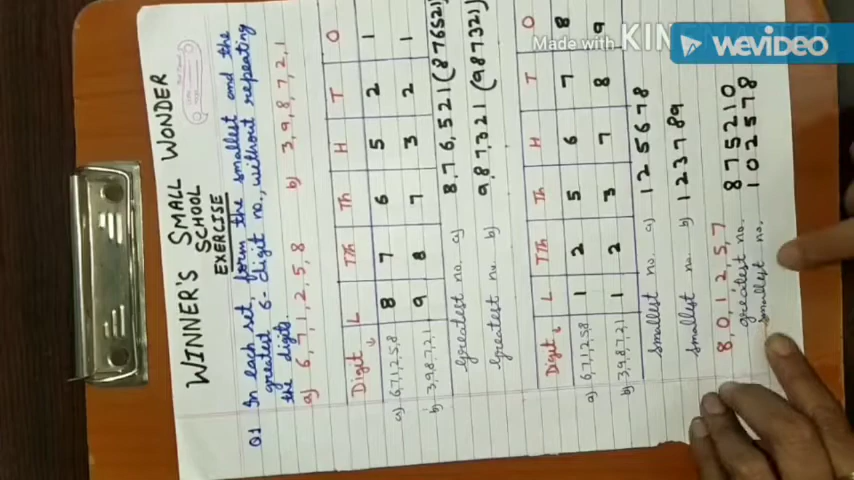 WINNER'S SMALL WONDER
SCHOOL
EXERCISE
Q1 In each set, form the smallest and the
greatest 6-digit no., without repeating
the digits.
a) 6, 7, 1, 2, 5, 8 b) 3, 9, 8, 7, 2, 1
Digit L TTh Th H T O
a) 6,7,1,2,5,8 8 7 6 5 2 1
b) 3,9,8,7,2,1 9 8 7 3 2 1
Greatest no. a) 8,76,521 (876521)
Greatest no. b) 9,87,321 (987321)
Digit L TTh Th H T O
a) 6,7,1,2,5,8 1 2 5 6 7 8
b) 3,9,8,7,2,1 1 2 3 7 8 9
Smallest no. a) 125678
Smallest no. b) 123789
8, 0, 1, 2, 5, 7
greatest no. 875210
smallest no. 102578
Made with KINEMASTER
WeVideo